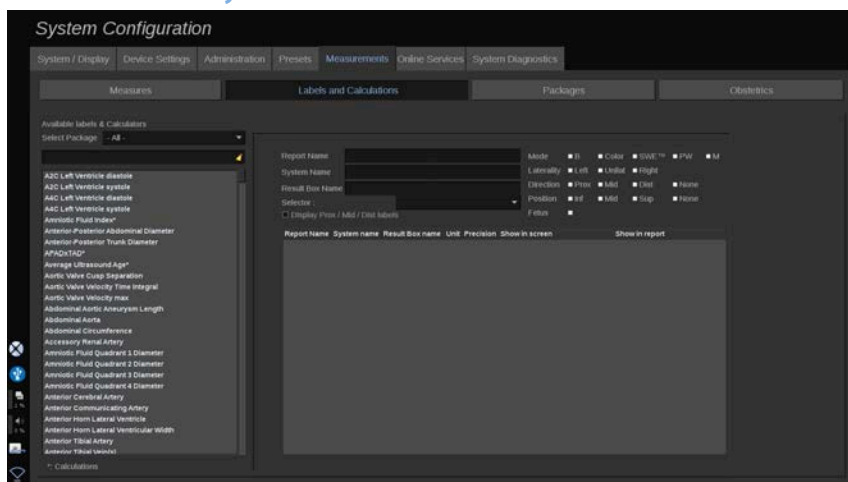 System Configuration
System / Display Device Settings Administration Presets Measurements Online Services System Diagnostics
Measures Labels and Calculations Packages Obstetrics
Available labels & Calculators
Select Package - All -
Report Name
System Name
Result Box Name
Selector :
Display Prox / Mid / Dist labels
Mode B Color SWE™ PW M
Laterality Left Unilat Right
Direction Prox Mid Dist None
Position Inf Mid Sup None
Fetus
Report Name System name Result Box name Unit Precision Show in screen Show in report
A2C Left Ventricle diastole
A2C Left Ventricle systole
A4C Left Ventricle diastole
A4C Left Ventricle systole
Amniotic Fluid Index*
Anterior-Posterior Abdominal Diameter
Anterior-Posterior Trunk Diameter
APADxTAD*
Average Ultrasound Age*
Aortic Valve Cusp Separation
Aortic Valve Velocity Time Integral
Aortic Valve Velocity max
Abdominal Aortic Aneurysm Length
Abdominal Aorta
Abdominal Circumference
Accessory Renal Artery
Amniotic Fluid Quadrant 1 Diameter
Amniotic Fluid Quadrant 2 Diameter
Amniotic Fluid Quadrant 3 Diameter
Amniotic Fluid Quadrant 4 Diameter
Anterior Cerebral Artery
Anterior Communicating Artery
Anterior Horn Lateral Ventricle
Anterior Horn Lateral Ventricular Width
Anterior Tibial Artery
Anterior Tibial Vein(s)
*: Calculations